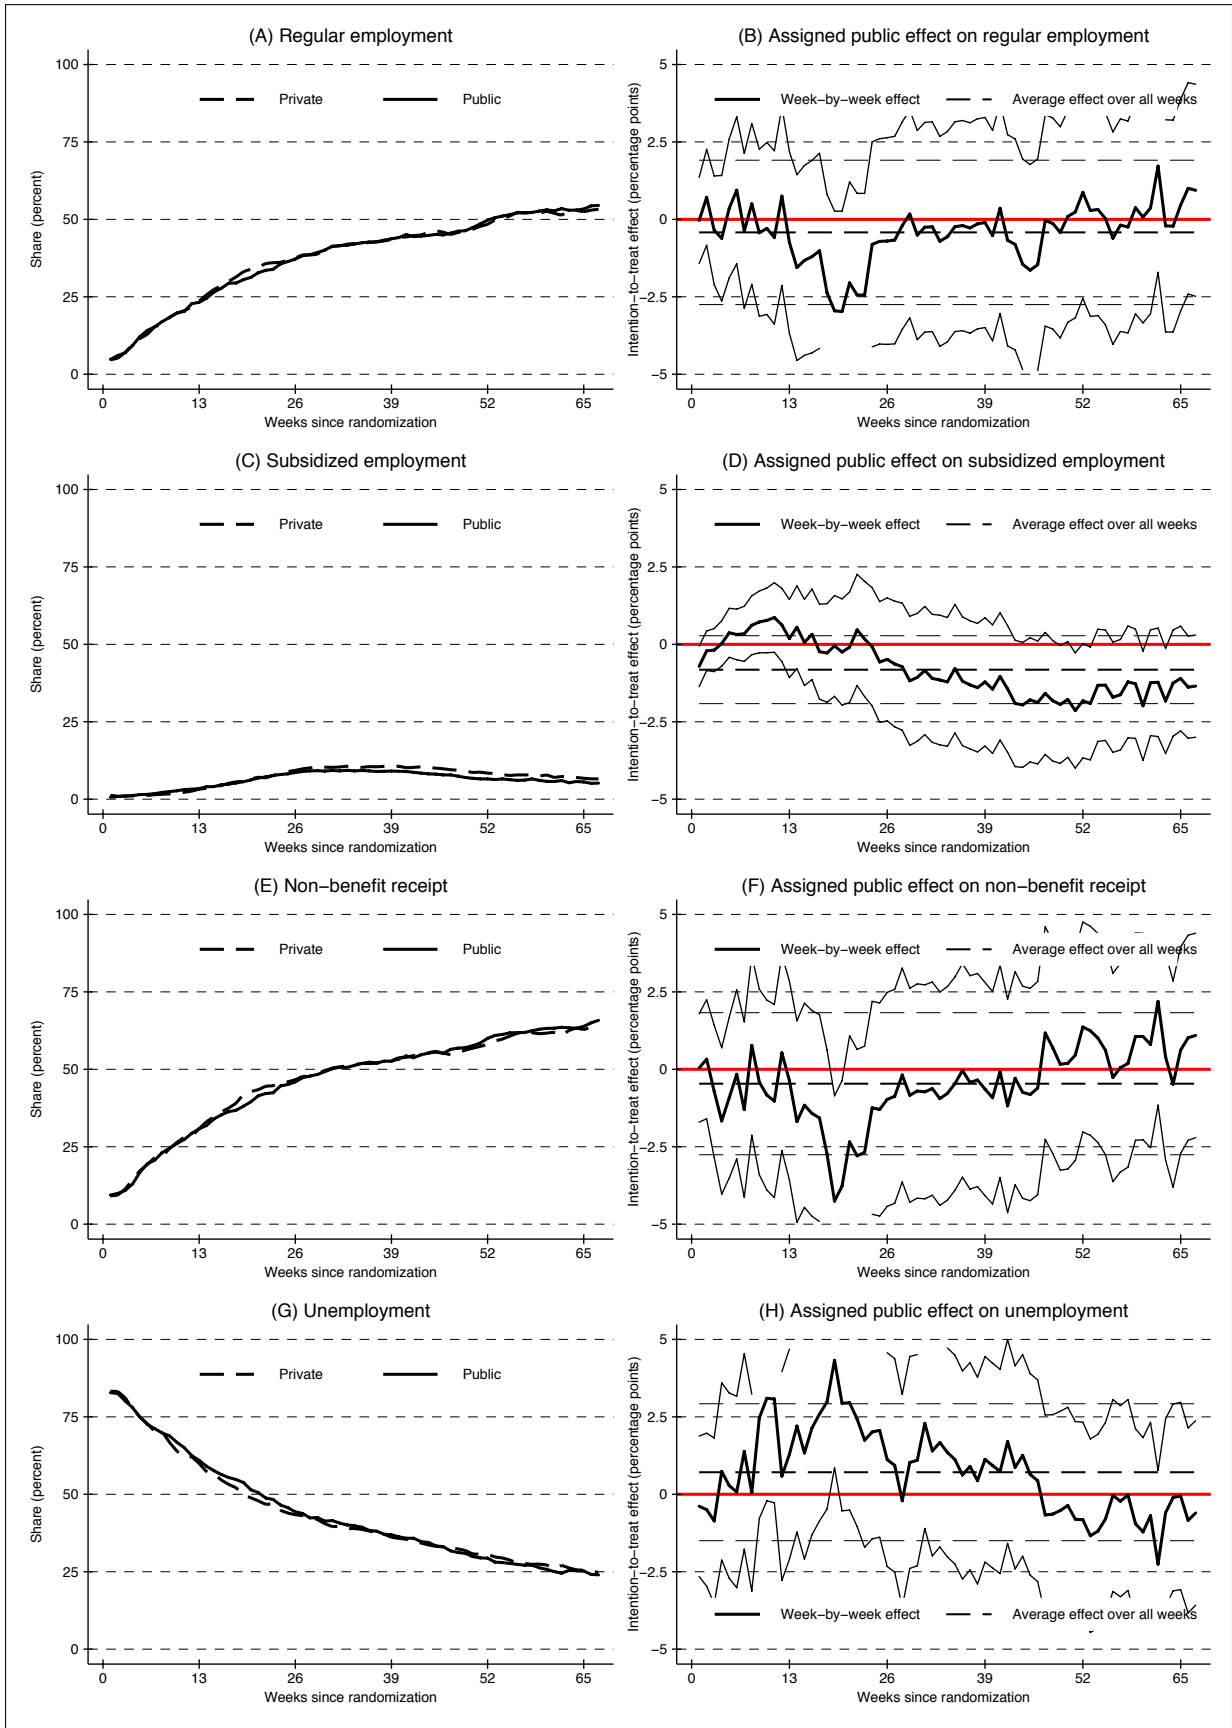 (A) Regular employment
100
75
50
25
0
Share (percent)
Private
Public
0 13 26 39 52 65
Weeks since randomization
(B) Assigned public effect on regular employment
5
2.5
0
−2.5
−5
Intention−to−treat effect (percentage points)
Week−by−week effect
Average effect over all weeks
0 13 26 39 52 65
Weeks since randomization
(C) Subsidized employment
100
75
50
25
0
Share (percent)
Private
Public
0 13 26 39 52 65
Weeks since randomization
(D) Assigned public effect on subsidized employment
5
2.5
0
−2.5
−5
Intention−to−treat effect (percentage points)
Week−by−week effect
Average effect over all weeks
0 13 26 39 52 65
Weeks since randomization
(E) Non−benefit receipt
100
75
50
25
0
Share (percent)
Private
Public
0 13 26 39 52 65
Weeks since randomization
(F) Assigned public effect on non−benefit receipt
5
2.5
0
−2.5
−5
Intention−to−treat effect (percentage points)
Week−by−week effect
Average effect over all weeks
0 13 26 39 52 65
Weeks since randomization
(G) Unemployment
100
75
50
25
0
Share (percent)
Private
Public
0 13 26 39 52 65
Weeks since randomization
(H) Assigned public effect on unemployment
5
2.5
0
−2.5
−5
Intention−to−treat effect (percentage points)
Week−by−week effect
Average effect over all weeks
0 13 26 39 52 65
Weeks since randomization